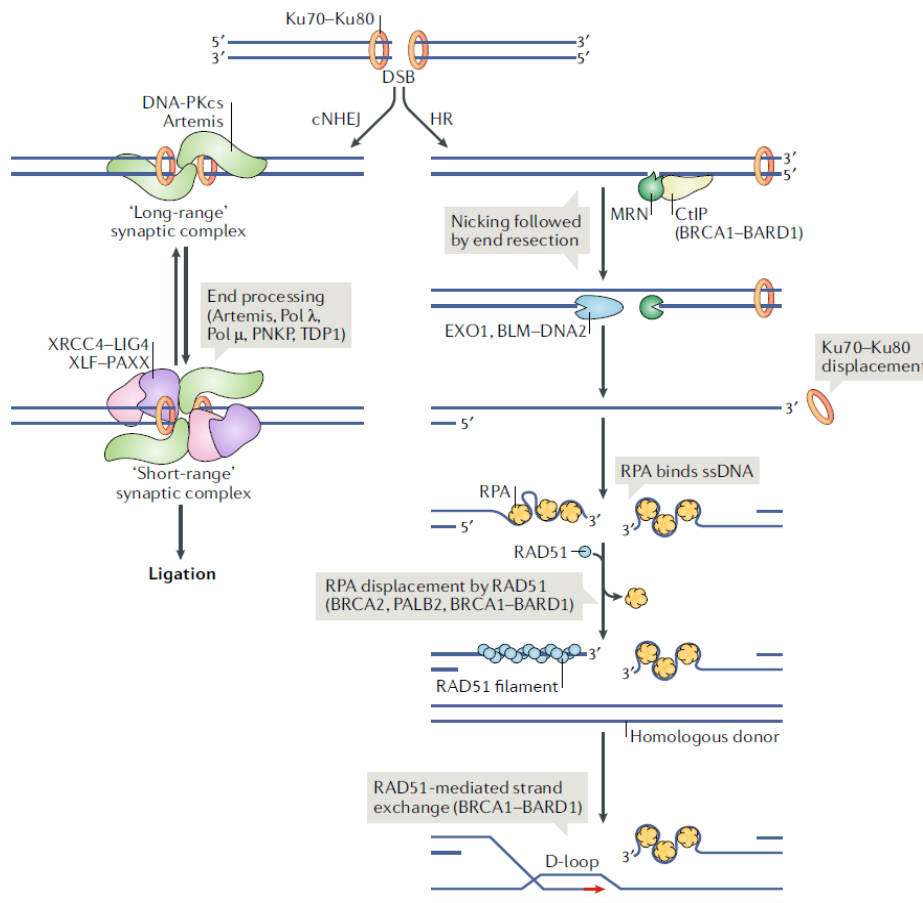 Ku70–Ku80
5′
3′
3′
5′
DSB
cNHEJ
HR
DNA-PKcs
Artemis
'Long-range'
synaptic complex
End processing
(Artemis, Pol λ,
Pol μ, PNKP, TDP1)
XRCC4–LIG4
XLF–PAXX
'Short-range'
synaptic complex
Ligation
3′
5′
MRN
CtIP
(BRCA1–BARD1)
Nicking followed
by end resection
EXO1, BLM–DNA2
Ku70–Ku80
displacement
3′
5′
RPA binds ssDNA
RPA
5′
3′
3′
RAD51
RPA displacement by RAD51
(BRCA2, PALB2, BRCA1–BARD1)
3′
3′
RAD51 filament
Homologous donor
RAD51-mediated strand
exchange (BRCA1–BARD1)
3′
D-loop